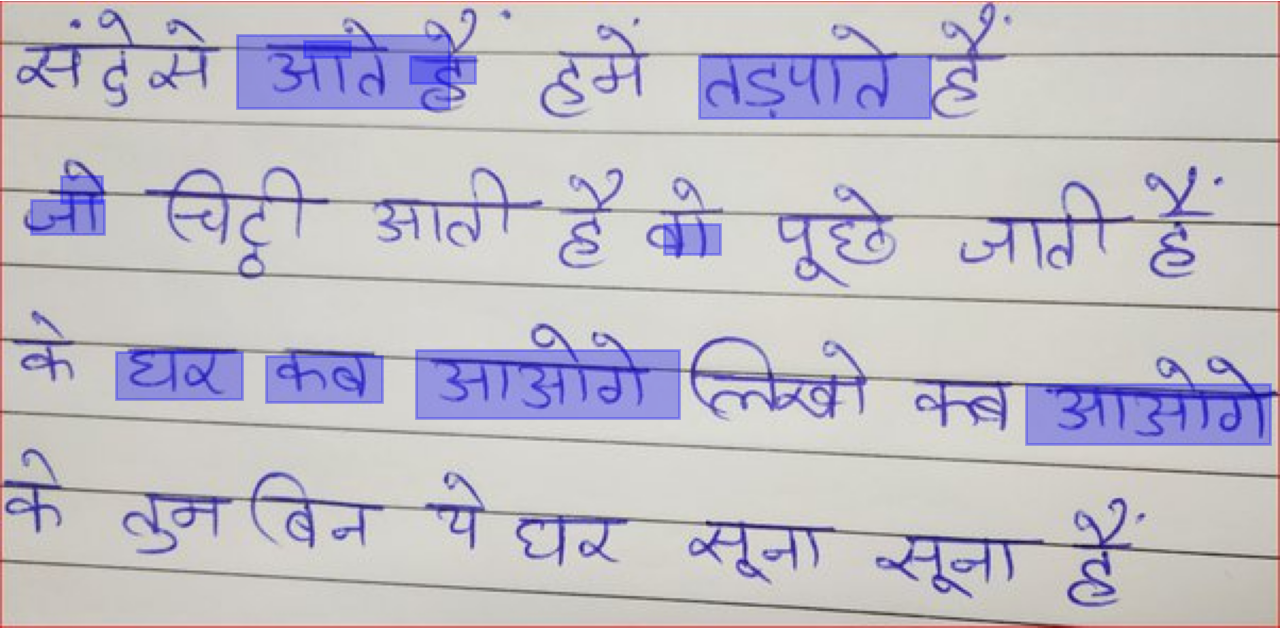 संदेसे आते हैं हमें तड़पाते हैं
जो चिट्ठी आती है वो पूछे जाती हैं
के घर कब आओगे लिखो कब आओगे
के तुम बिन ये घर सूना सूना हैं